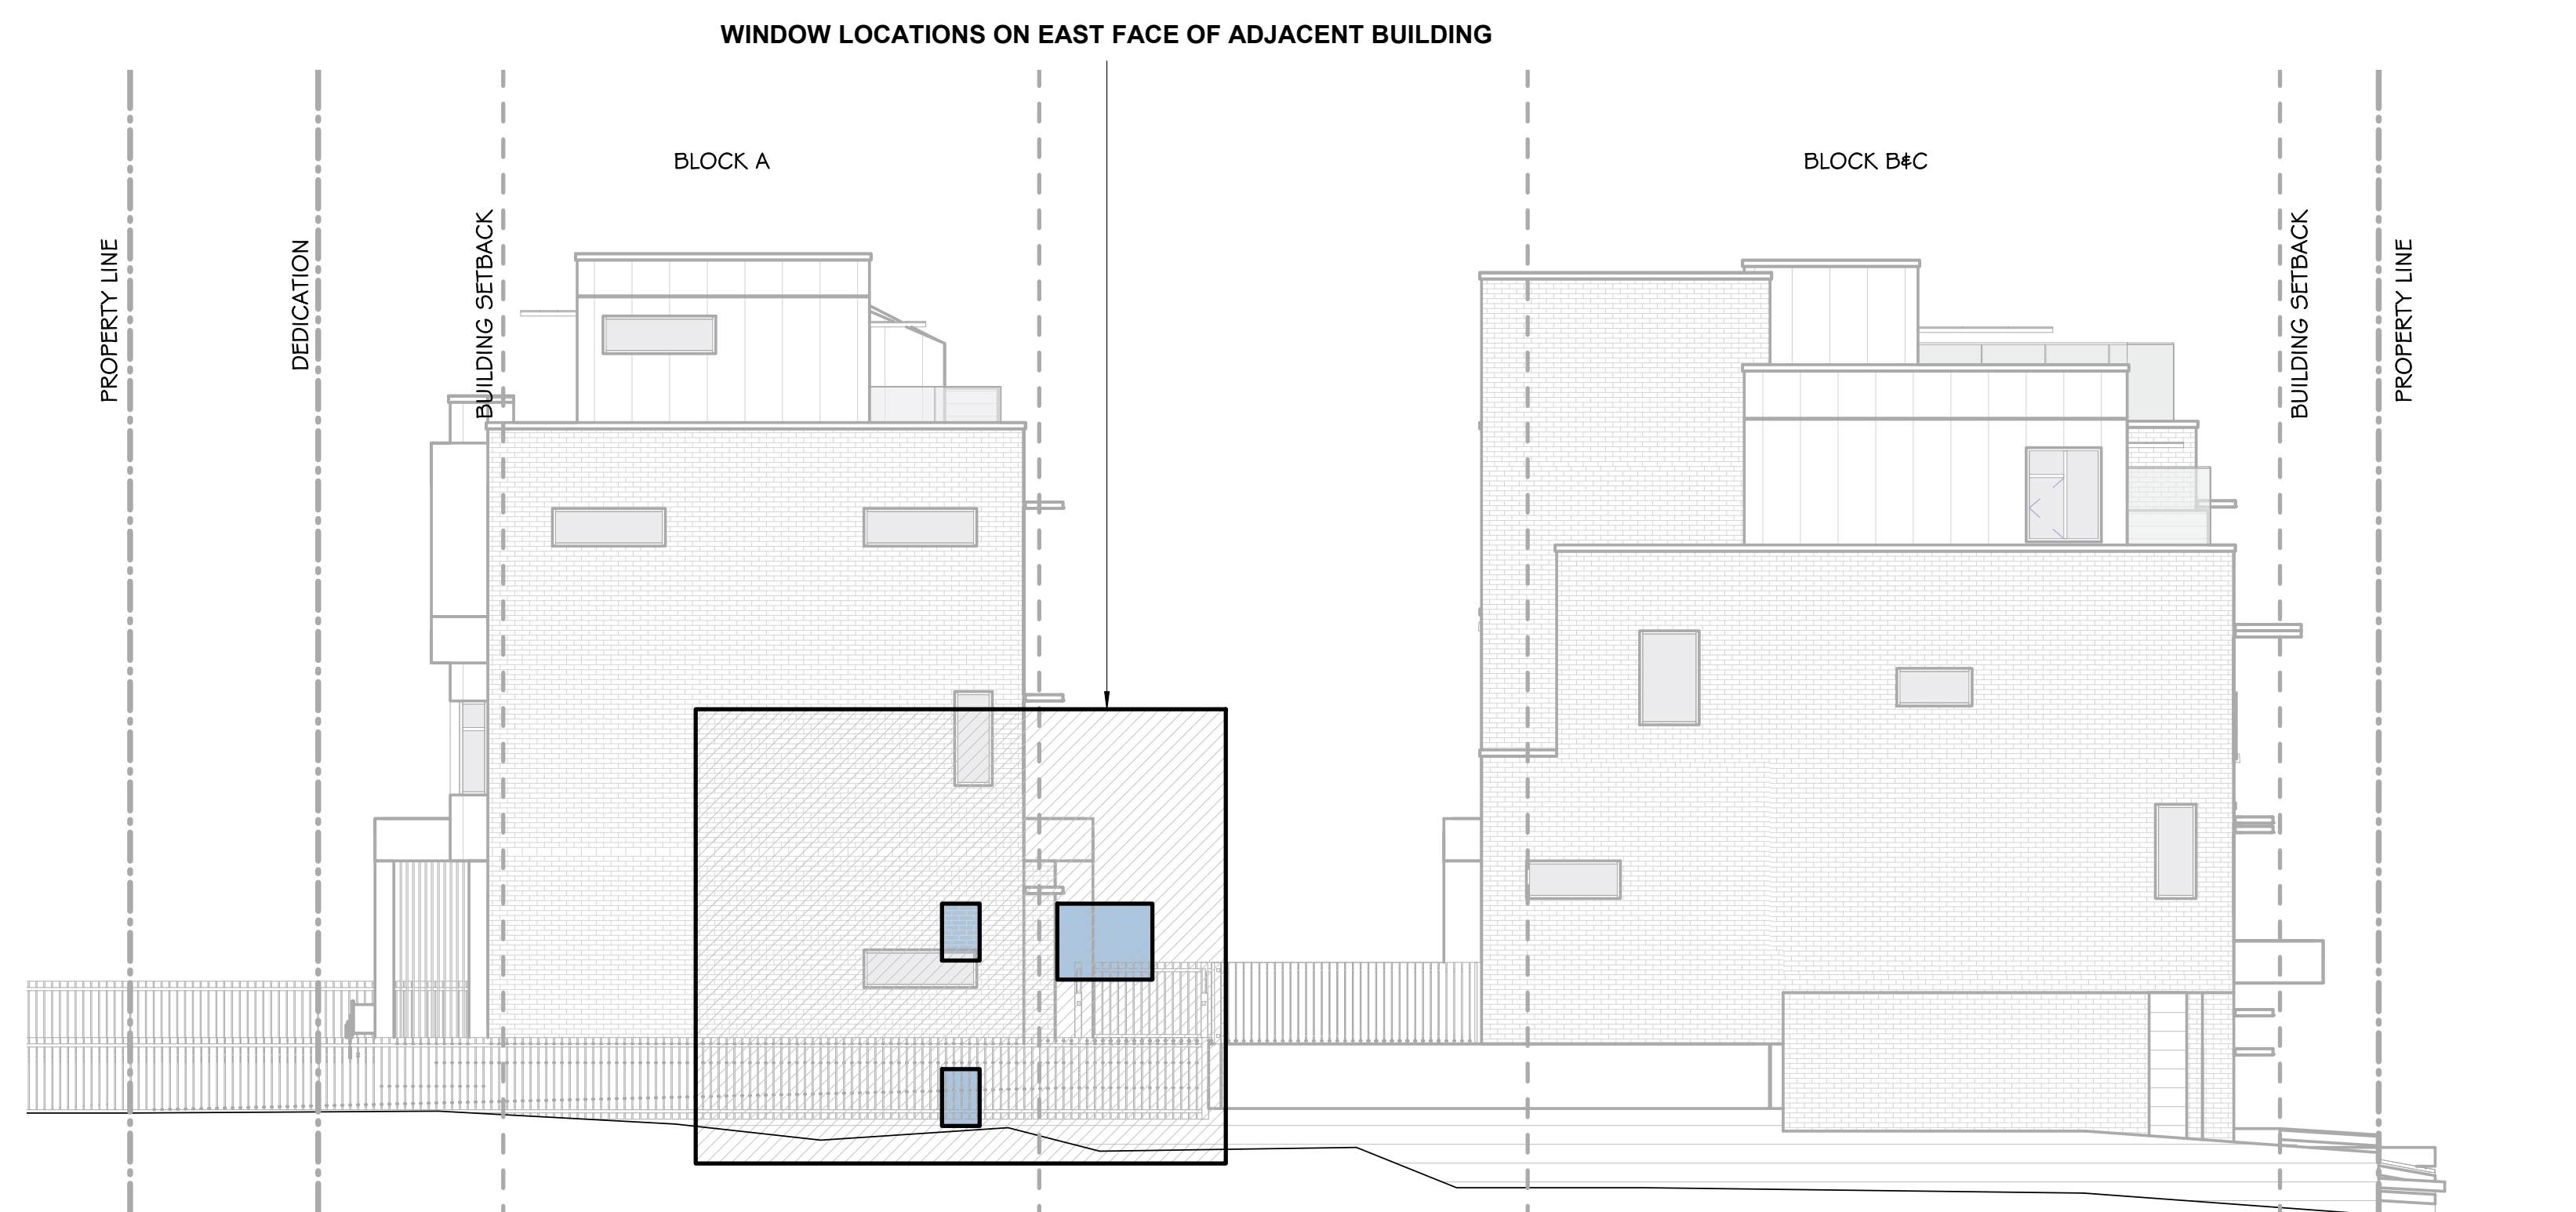 WINDOW LOCATIONS ON EAST FACE OF ADJACENT BUILDING
BLOCK A
BLOCK B&C
PROPERTY LINE
DEDICATION
BUILDING SETBACK
BUILDING SETBACK
PROPERTY LINE